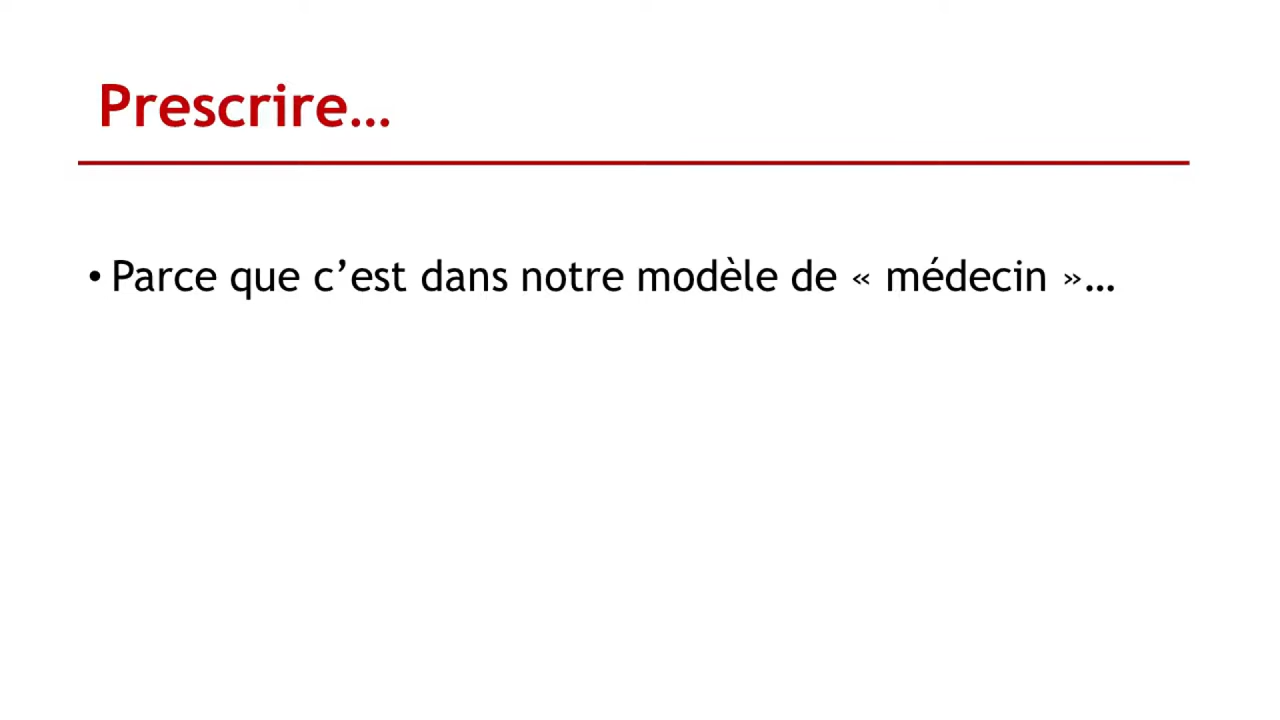 Prescrire…
• Parce que c’est dans notre modèle de « médecin »…